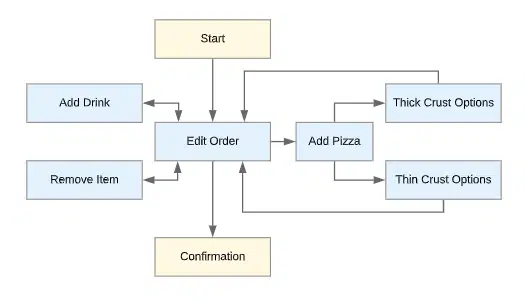 Start
Add Drink
Thick Crust Options
Edit Order
Add Pizza
Remove Item
Thin Crust Options
Confirmation